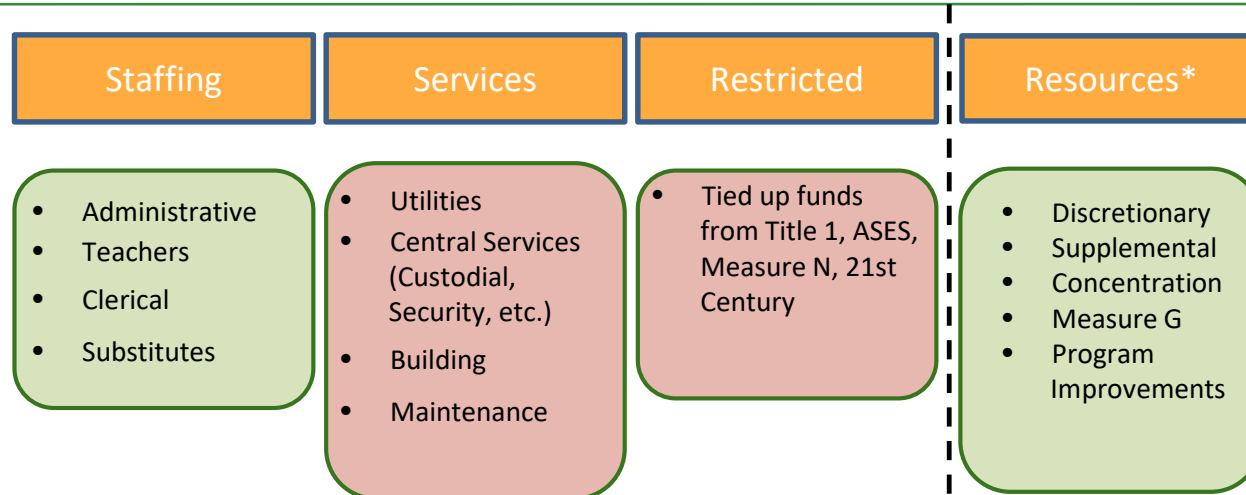 Staffing
Services
Restricted
Resources*
• Administrative
• Teachers
• Clerical
• Substitutes
• Utilities
• Central Services
(Custodial,
Security, etc.)
• Building
• Maintenance
• Tied up funds
from Title 1, ASES,
Measure N, 21st
Century
• Discretionary
• Supplemental
• Concentration
• Measure G
• Program
Improvements